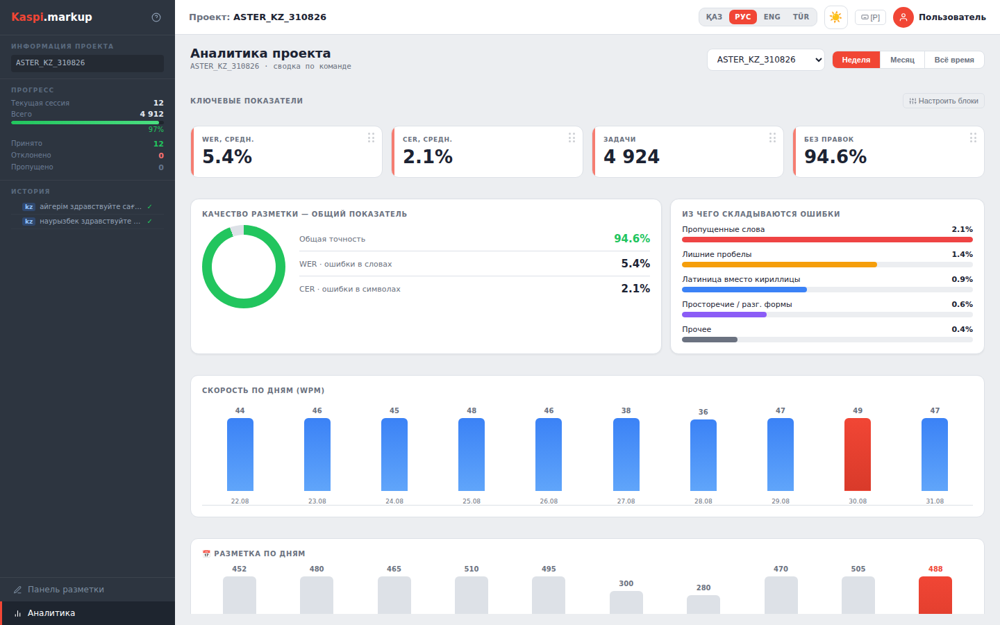 Kaspi.markup
ИНФОРМАЦИЯ ПРОЕКТА
ASTER_KZ_310826
ПРОГРЕСС
Текущая сессия 12
Всего 4 912
97%
Принято 12
Отклонено 0
Пропущено 0
ИСТОРИЯ
kz айгерім здравствуйте сағ... ✓
kz наурызбек здравствуйте ... ✓
Панель разметки
Аналитика
Проект: ASTER_KZ_310826
ҚАЗ РУС ENG TÜR
[P]
Пользователь
Аналитика проекта
ASTER_KZ_310826 · сводка по команде
ASTER_KZ_310826
Неделя Месяц Всё время
КЛЮЧЕВЫЕ ПОКАЗАТЕЛИ
Настроить блоки
WER, СРЕДН.
5.4%
CER, СРЕДН.
2.1%
ЗАДАЧИ
4 924
БЕЗ ПРАВОК
94.6%
КАЧЕСТВО РАЗМЕТКИ — ОБЩИЙ ПОКАЗАТЕЛЬ
Общая точность 94.6%
WER · ошибки в словах 5.4%
CER · ошибки в символах 2.1%
ИЗ ЧЕГО СКЛАДЫВАЮТСЯ ОШИБКИ
Пропущенные слова 2.1%
Лишние пробелы 1.4%
Латиница вместо кириллицы 0.9%
Просторечие / разг. формы 0.6%
Прочее 0.4%
СКОРОСТЬ ПО ДНЯМ (WPM)
44 46 45 48 46 38 36 47 49 47
22.08 23.08 24.08 25.08 26.08 27.08 28.08 29.08 30.08 31.08
РАЗМЕТКА ПО ДНЯМ
452 480 465 510 495 300 280 470 505 488